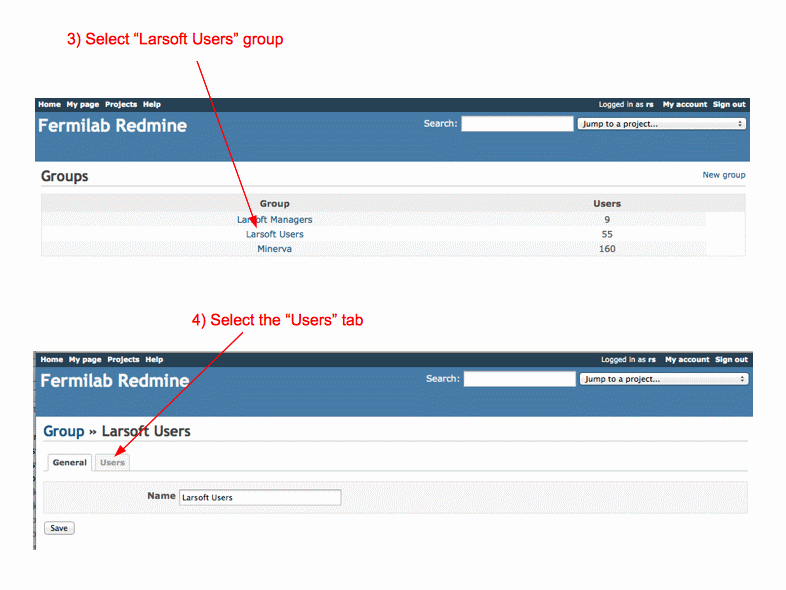 3) Select “Larsoft Users” group
Home My page Projects Help Logged in as rs My account Sign out
Fermilab Redmine Search: Jump to a project...
Groups New group
Group Users
Larsoft Managers 9
Larsoft Users 55
Minerva 160
4) Select the “Users” tab
Home My page Projects Help Logged in as rs My account Sign out
Fermilab Redmine Search: Jump to a project...
Group » Larsoft Users
General Users
Name Larsoft Users
Save